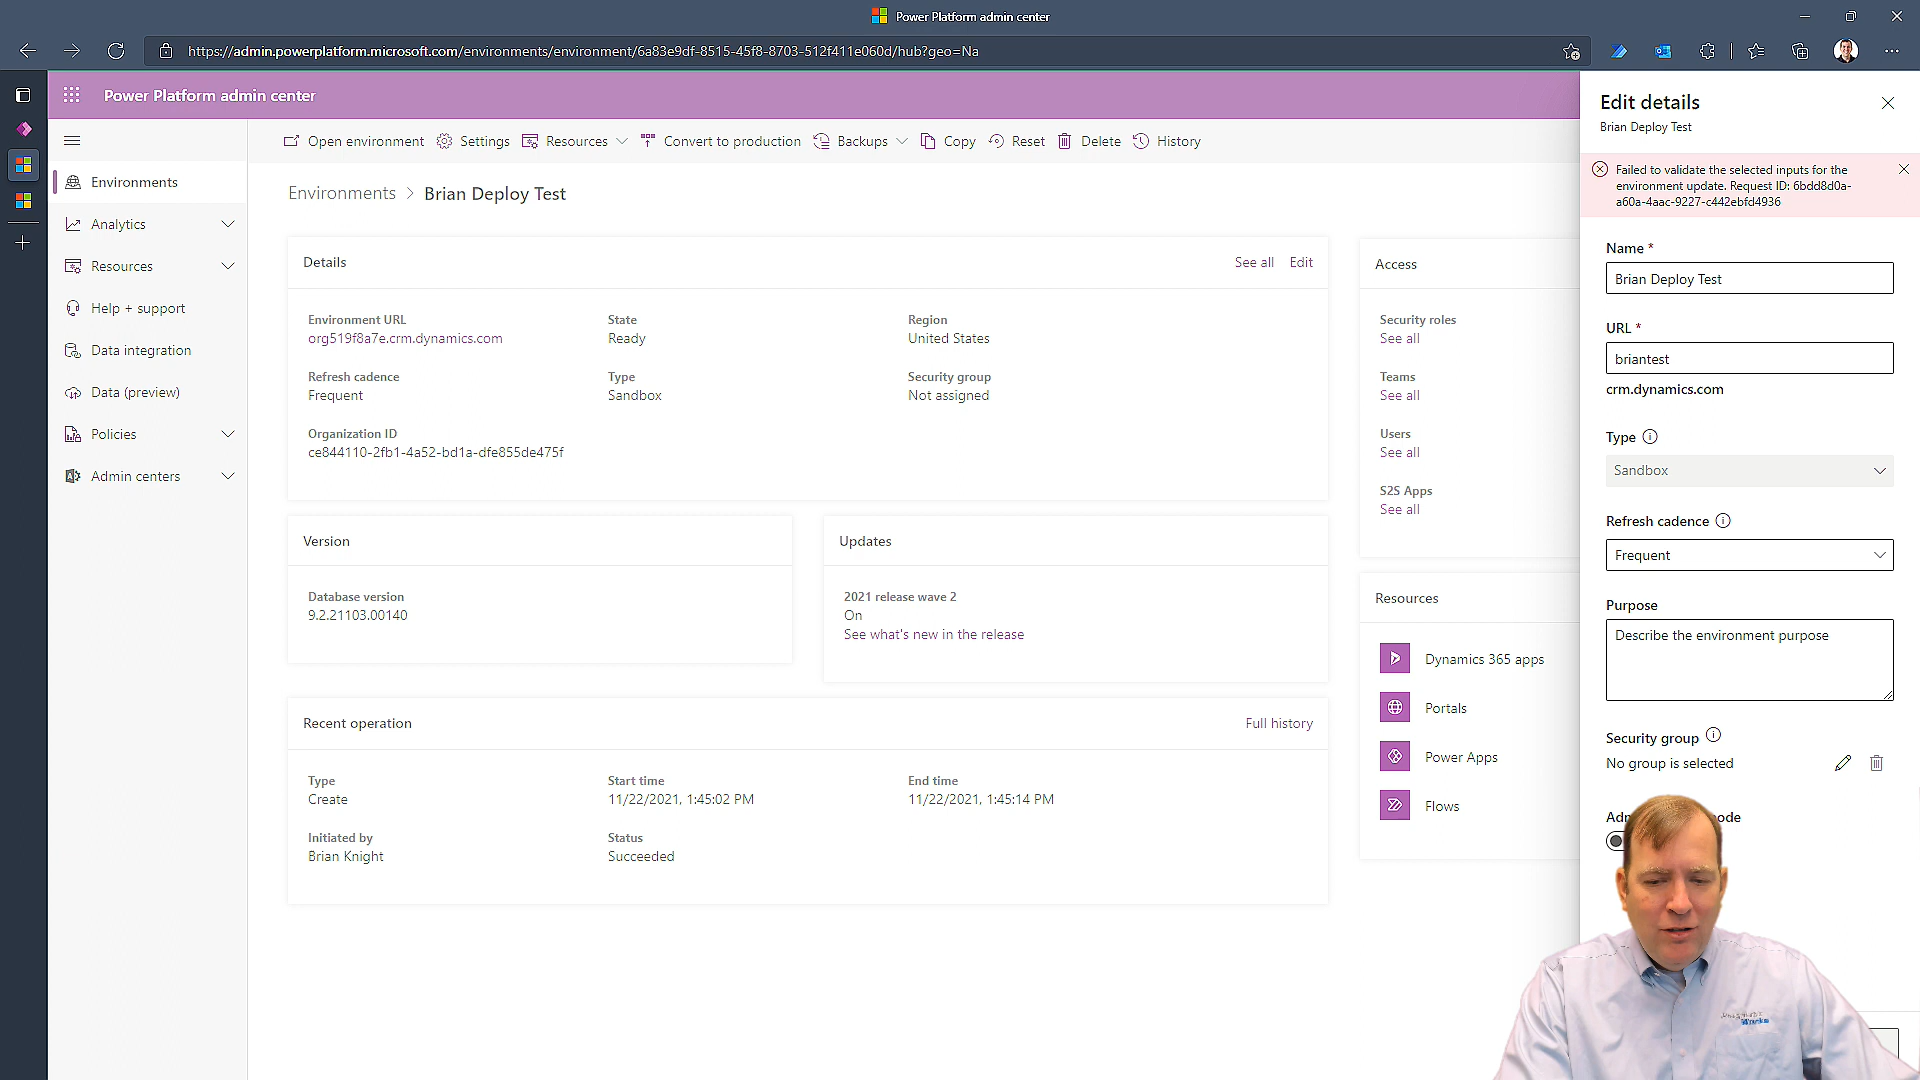 Power Platform admin center
https://admin.powerplatform.microsoft.com/environments/environment/6a83e9df-8515-45f8-8703-512f411e060d/hub?geo=Na
Power Platform admin center
Environments
Analytics
Resources
Help + support
Data integration
Data (preview)
Policies
Admin centers
Open environment
Settings
Resources
Convert to production
Backups
Copy
Reset
Delete
History
Environments > Brian Deploy Test
Details
See all
Edit
Environment URL
org519f8a7e.crm.dynamics.com
State
Ready
Region
United States
Refresh cadence
Frequent
Type
Sandbox
Security group
Not assigned
Organization ID
ce844110-2fb1-4a52-bd1a-dfe855de475f
Version
Database version
9.2.21103.00140
Updates
2021 release wave 2
On
See what's new in the release
Recent operation
Full history
Type
Create
Start time
11/22/2021, 1:45:02 PM
End time
11/22/2021, 1:45:14 PM
Initiated by
Brian Knight
Status
Succeeded
Access
Security roles
See all
Teams
See all
Users
See all
S2S Apps
See all
Resources
Dynamics 365 apps
Portals
Power Apps
Flows
Edit details
Brian Deploy Test
Failed to validate the selected inputs for the
environment update. Request ID: 6bdd8d0a-
a60a-4aac-9227-c442ebfd4936
Name *
Brian Deploy Test
URL *
briantest
crm.dynamics.com
Type
Sandbox
Refresh cadence
Frequent
Purpose
Describe the environment purpose
Security group
No group is selected